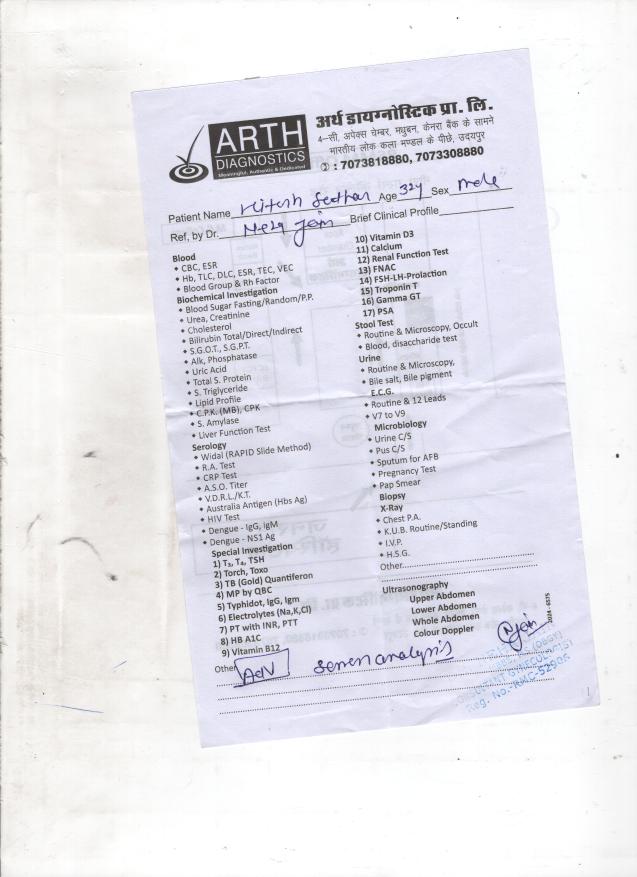 ARTH
DIAGNOSTICS
Meaningful, Authentic & Dedicated
अर्थ डायग्नोस्टिक प्रा. लि.
4–सी, अपेक्स चेम्बर, मधुबन, केनरा बैंक के सामने
भारतीय लोक कला मण्डल के पीछे, उदयपुर
: 7073818880, 7073308880
Patient Name Hitesh Age 32y Sex Male
Ref, by Dr. Neha Jain Brief Clinical Profile
Blood
CBC, ESR
Hb, TLC, DLC, ESR, TEC, VEC
Blood Group & Rh Factor
Biochemical Investigation
Blood Sugar Fasting/Random/P.P.
Urea, Creatinine
Cholesterol
Bilirubin Total/Direct/Indirect
S.G.O.T., S.G.P.T.
Alk, Phosphatase
Uric Acid
Total S. Protein
S. Triglyceride
Lipid Profile
C.P.K. (MB), CPK
S. Amylase
Liver Function Test
Serology
Widal (RAPID Slide Method)
R.A. Test
CRP Test
A.S.O. Titer
V.D.R.L./K.T.
Australia Antigen (Hbs Ag)
HIV Test
Dengue - IgG, IgM
Dengue - NS1 Ag
Special Investigation
1) T3, T4, TSH
2) Torch, Toxo
3) TB (Gold) Quantiferon
4) MP by QBC
5) Typhidot, IgG, Igm
6) Electrolytes (Na,K,Cl)
7) PT with INR, PTT
8) HB A1C
9) Vitamin B12
10) Vitamin D3
11) Calcium
12) Renal Function Test
13) FNAC
14) FSH-LH-Prolaction
15) Troponin T
16) Gamma GT
17) PSA
Stool Test
Routine & Microscopy, Occult
Blood, disaccharide test
Urine
Routine & Microscopy,
Bile salt, Bile pigment
E.C.G.
Routine & 12 Leads
V7 to V9
Microbiology
Urine C/S
Pus C/S
Sputum for AFB
Pregnancy Test
Pap Smear
Biopsy
X-Ray
Chest P.A.
K.U.B. Routine/Standing
I.V.P.
H.S.G.
Other
Ultrasonography
Upper Abdomen
Lower Abdomen
Whole Abdomen
Colour Doppler
2024 - 6575
Other
Adv Semen analysis
Jain
CONSULTANT GYNECOLOGIST
Reg. No.-RMC-52906